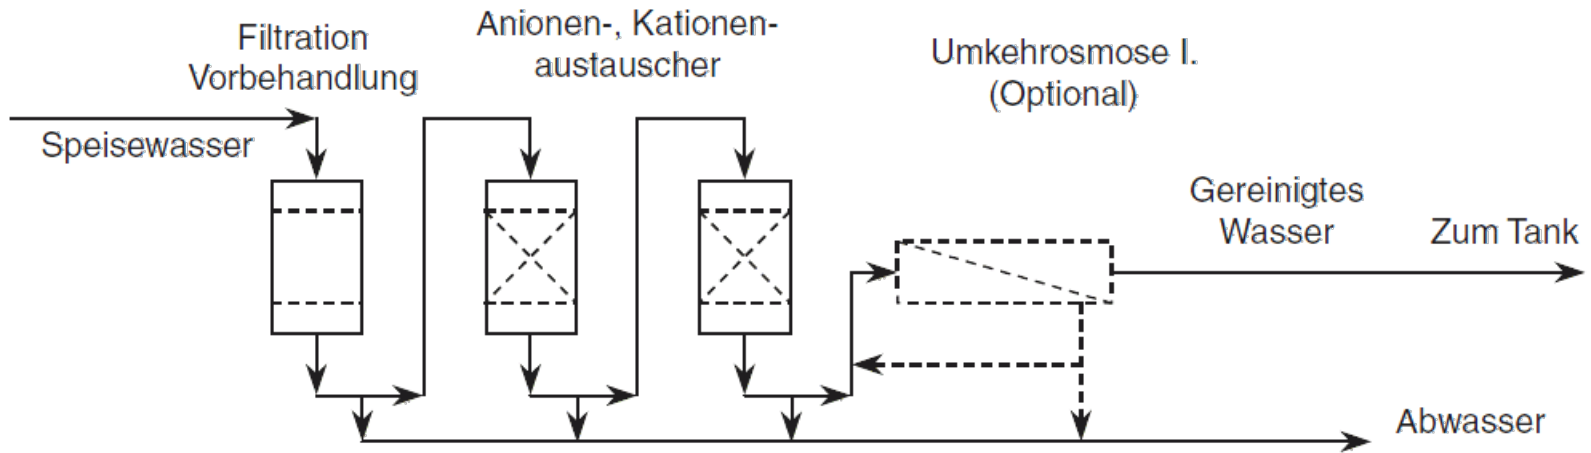 Filtration
Vorbehandlung
Anionen-, Kationen-
austauscher
Umkehrosmose I.
(Optional)
Speisewasser
Gereinigtes
Wasser
Zum Tank
Abwasser